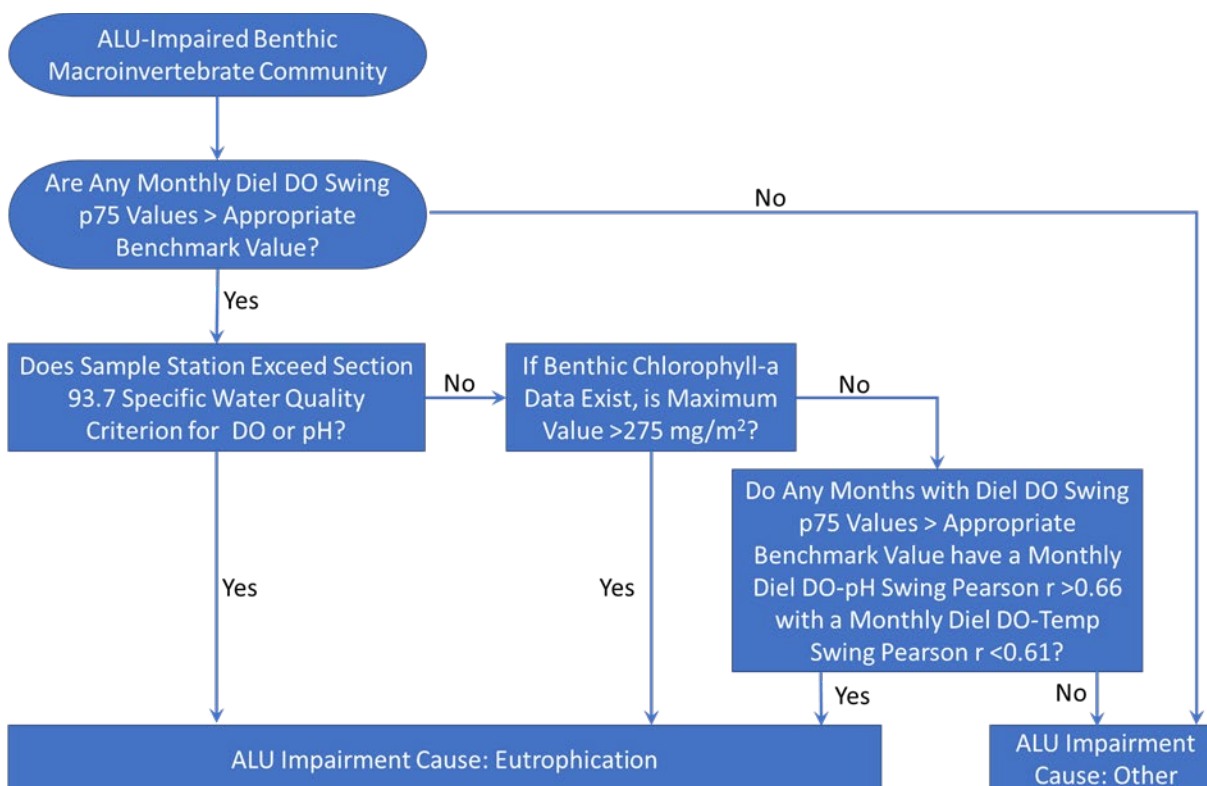 ALU-Impaired Benthic
Macroinvertebrate Community
Are Any Monthly Diel DO Swing
p75 Values > Appropriate
Benchmark Value?
No
Yes
Does Sample Station Exceed Section
93.7 Specific Water Quality
Criterion for DO or pH?
No
If Benthic Chlorophyll-a
Data Exist, is Maximum
Value >275 mg/m²?
No
Do Any Months with Diel DO Swing
p75 Values > Appropriate
Benchmark Value have a Monthly
Diel DO-pH Swing Pearson r >0.66
with a Monthly Diel DO-Temp
Swing Pearson r <0.61?
Yes
Yes
Yes
No
ALU Impairment Cause: Eutrophication
ALU Impairment
Cause: Other